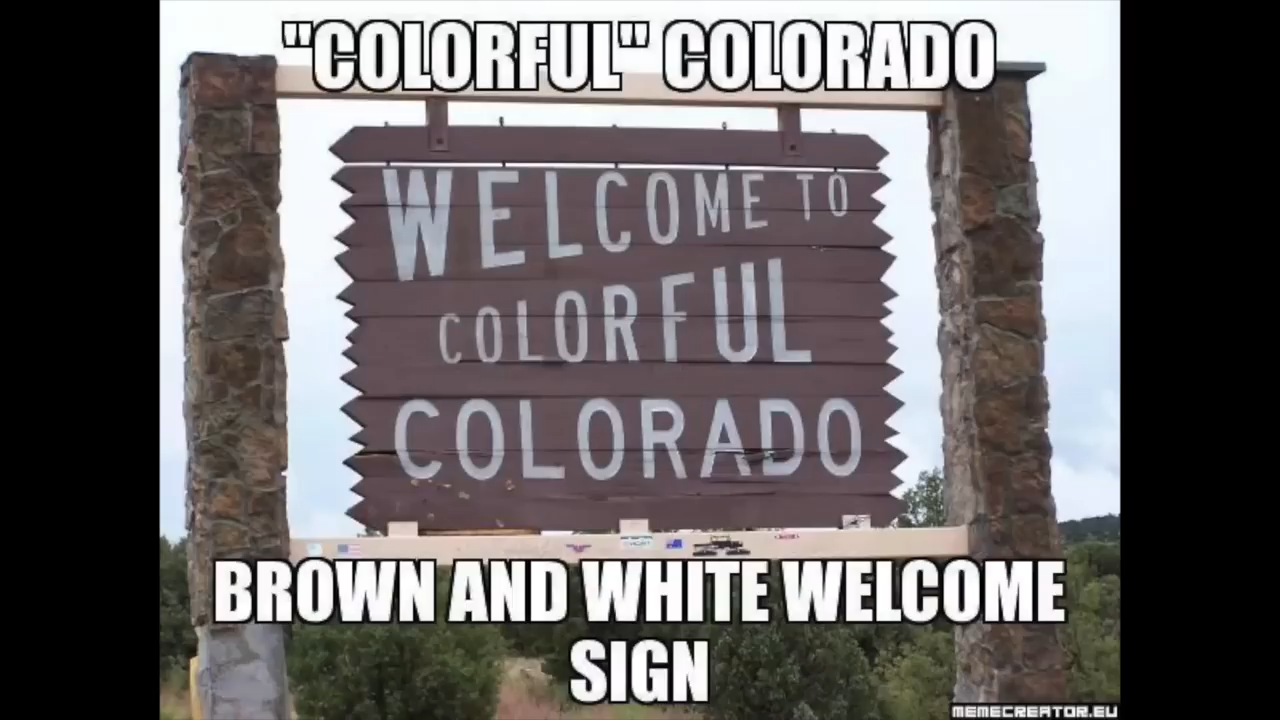 "COLORFUL" COLORADO
WELCOME TO
COLORFUL
COLORADO
BROWN AND WHITE WELCOME
SIGN
MEMECREATOR.EU